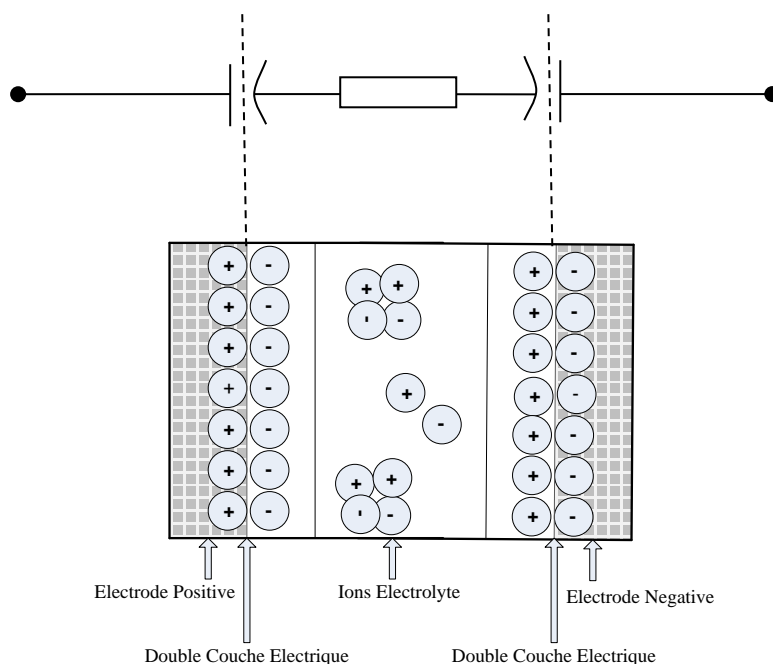 Electrode Positive
Ions Electrolyte
Electrode Negative
Double Couche Electrique
Double Couche Electrique